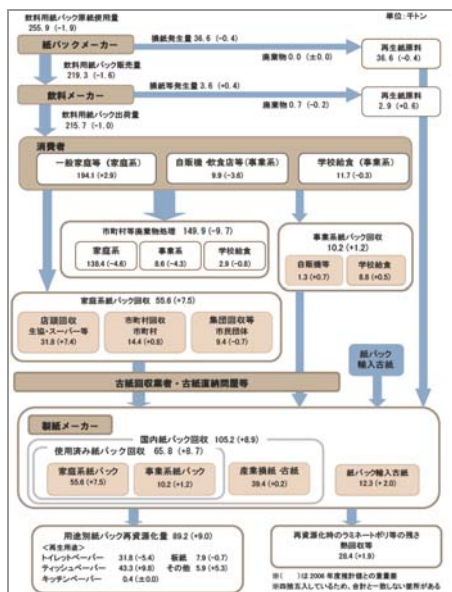 飲料用紙パック原紙使用量
255.9 (-1.9)
単位：千トン
紙パックメーカー
損紙発生量 36.6 (-0.4)
廃棄物 0.0 (±0.0)
再生紙原料
36.6 (-0.4)
飲料用紙パック販売量
219.3 (-1.6)
飲料メーカー
損紙等発生量 3.6 (+0.4)
廃棄物 0.7 (-0.2)
再生紙原料
2.9 (+0.6)
飲料用紙パック出荷量
215.7 (-1.0)
消費者
一般家庭等（家庭系）
194.1 (+2.9)
自販機・飲食店等（事業系）
9.9 (-3.6)
学校給食（事業系）
11.7 (-0.3)
市町村等廃棄物処理 149.9 (-9.7)
家庭系
138.4 (-4.6)
事業系
8.6 (-4.3)
学校給食
2.9 (-0.8)
事業系紙パック回収
10.2 (+1.2)
自販機等
1.3 (+0.7)
学校給食
8.8 (+0.5)
家庭系紙パック回収 55.6 (+7.5)
店頭回収
生協・スーパー等
31.8 (+7.4)
市町村回収
市町村
14.4 (+0.8)
集団回収等
市民団体
9.4 (-0.7)
紙パック
輸入古紙
古紙回収業者・古紙直納問屋等
製紙メーカー
国内紙パック回収 105.2 (+8.9)
使用済み紙パック回収 65.8 (+8.7)
家庭系紙パック
55.6 (+7.5)
事業系紙パック
10.2 (+1.2)
産業損紙・古紙
39.4 (+0.2)
紙パック輸入古紙
12.3 (+2.0)
用途別紙パック再資源化量 89.2 (+9.0)
＜再生用途＞
トイレットペーパー 31.8 (-5.4) 板紙 7.9 (-0.7)
ティッシュペーパー 43.3 (+9.8) その他 5.9 (+5.3)
キッチンペーパー 0.4 (±0.0)
再資源化時のラミネートポリ等の残さ
熱回収等
28.4 (+1.9)
※（ ）は2006年度推計値との重量差
※四捨五入しているため、合計と一致しない箇所がある